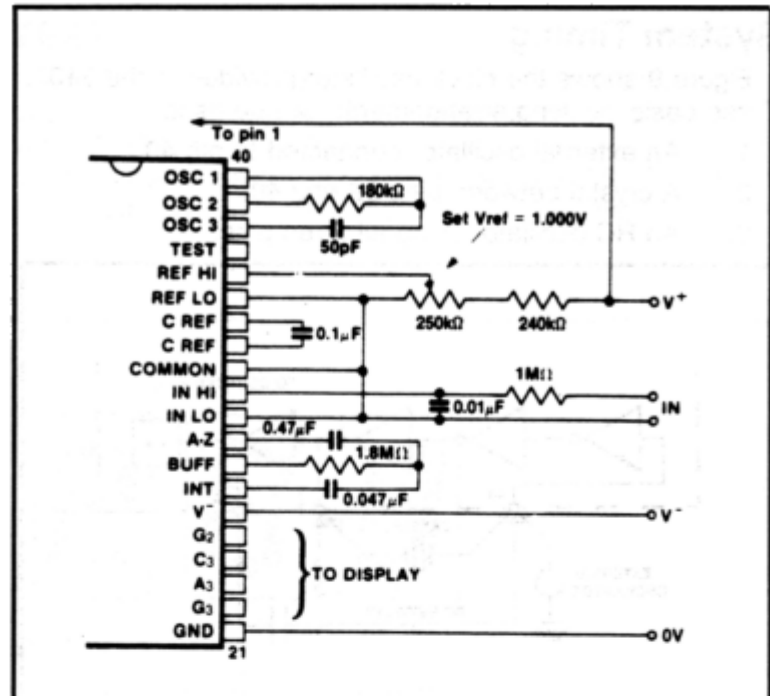 To pin 1
40
OSC 1
180kΩ
OSC 2
Set Vref = 1.000V
OSC 3
50pF
TEST
REF HI
REF LO
V+
250kΩ
240kΩ
C REF
0.1µF
C REF
COMMON
1MΩ
IN HI
0.01µF
IN
IN LO
0.47µF
A-Z
1.8MΩ
BUFF
INT
0.047µF
V-
V-
G2
C3
TO DISPLAY
A3
G3
GND
0V
21